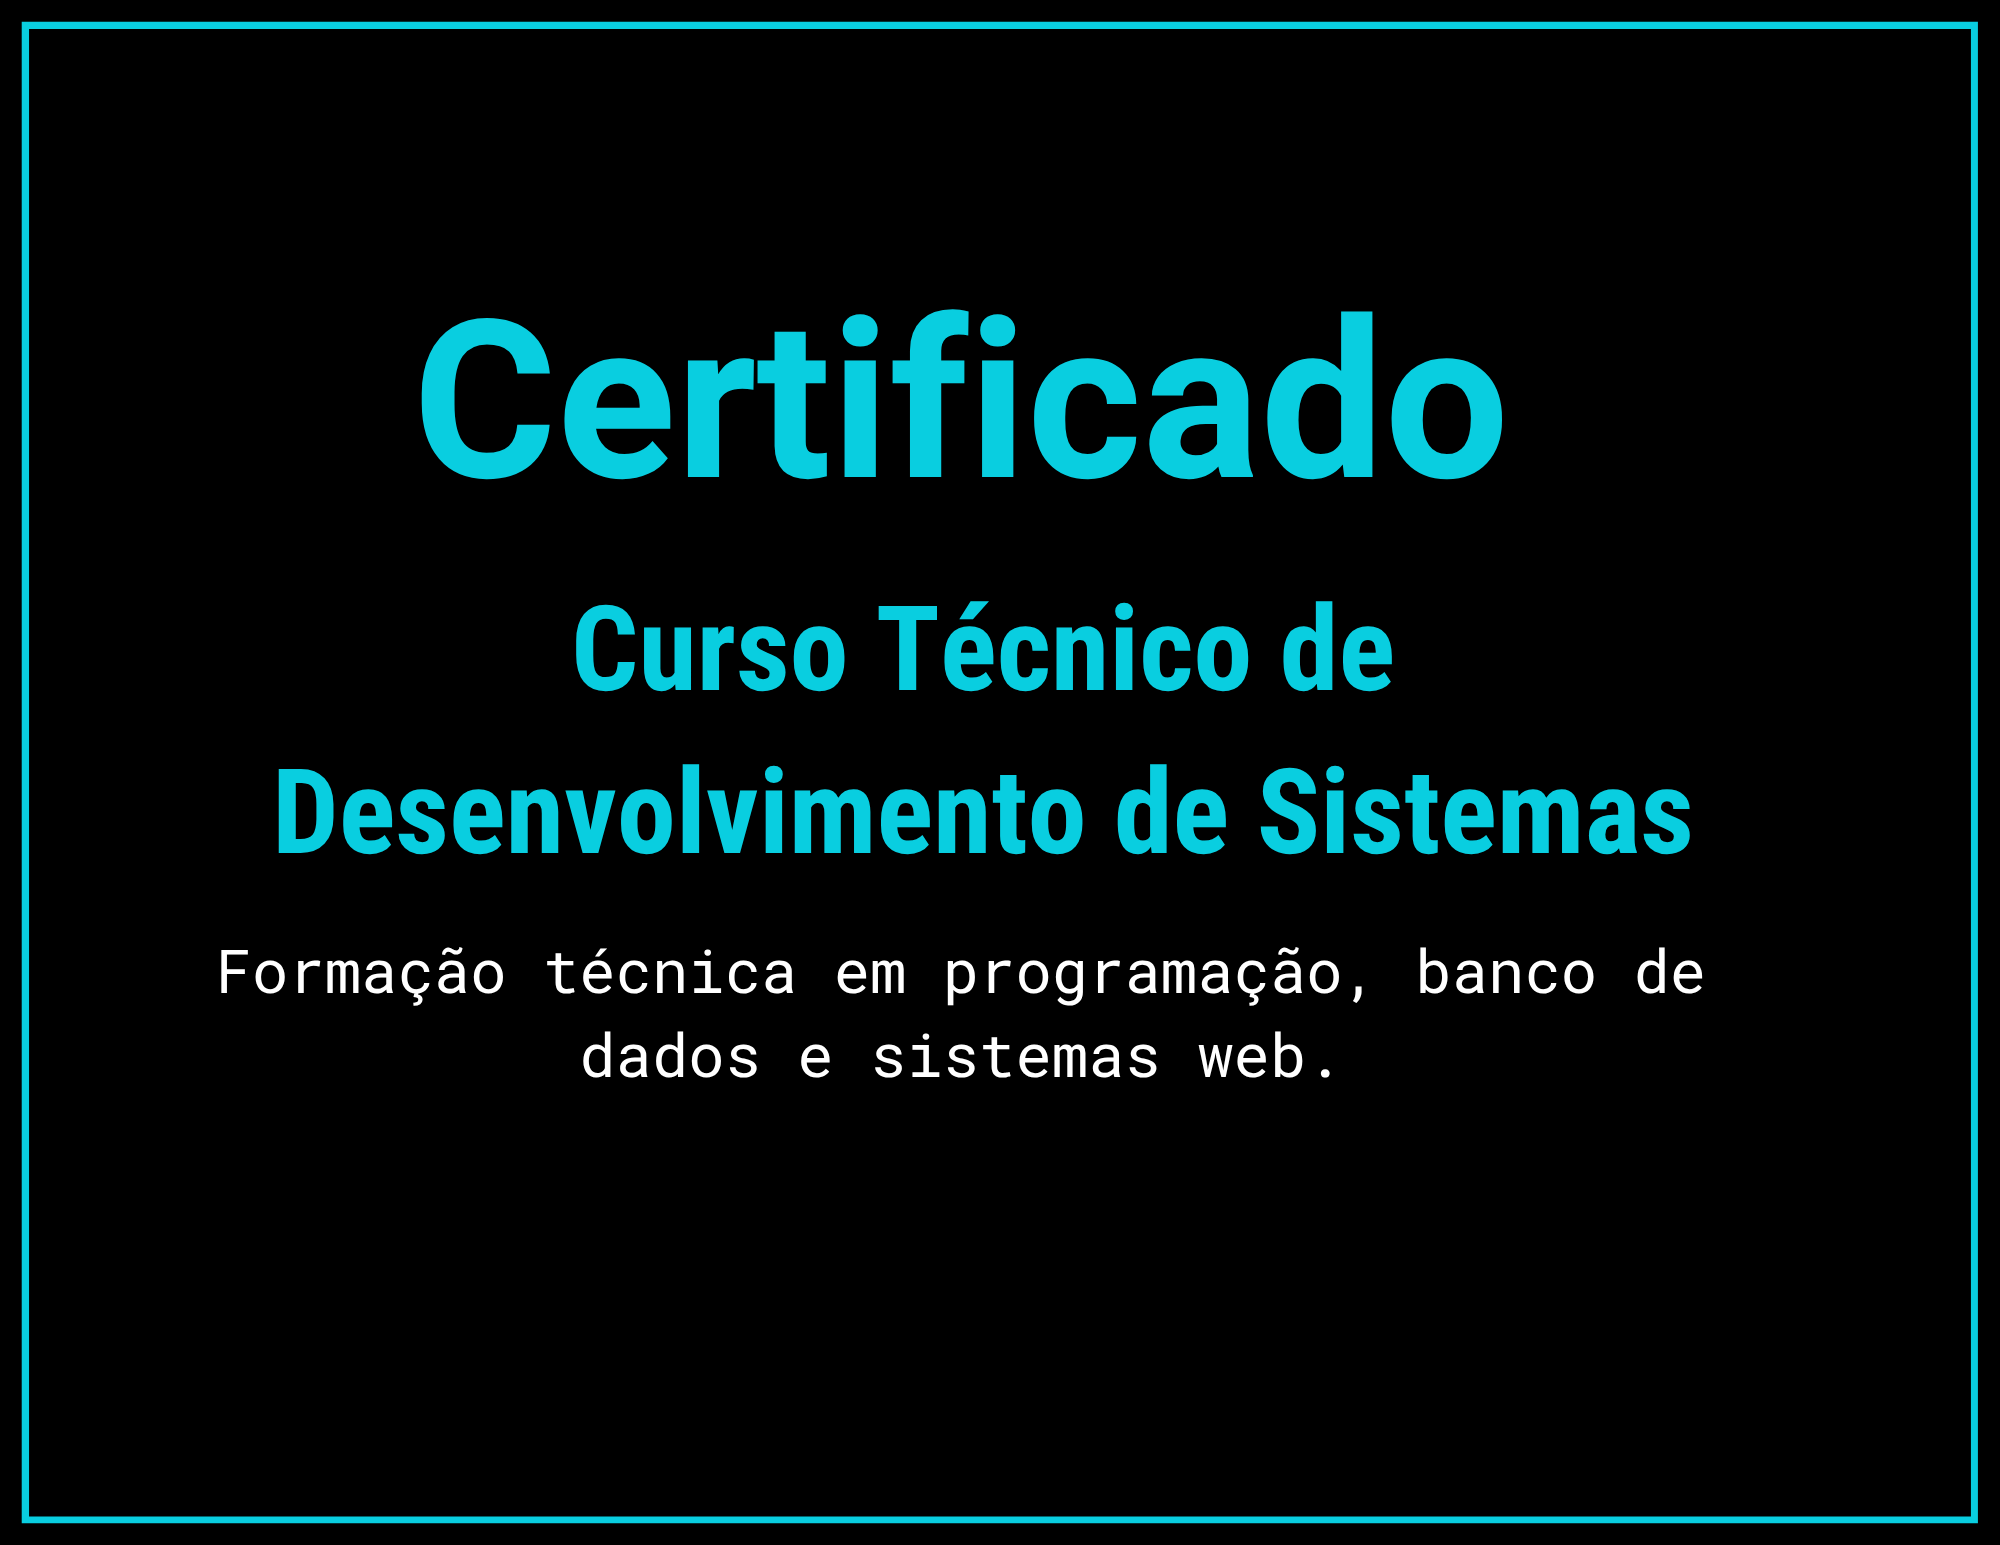 Certificado
Curso Técnico de
Desenvolvimento de Sistemas
Formação técnica em programação, banco de
dados e sistemas web.